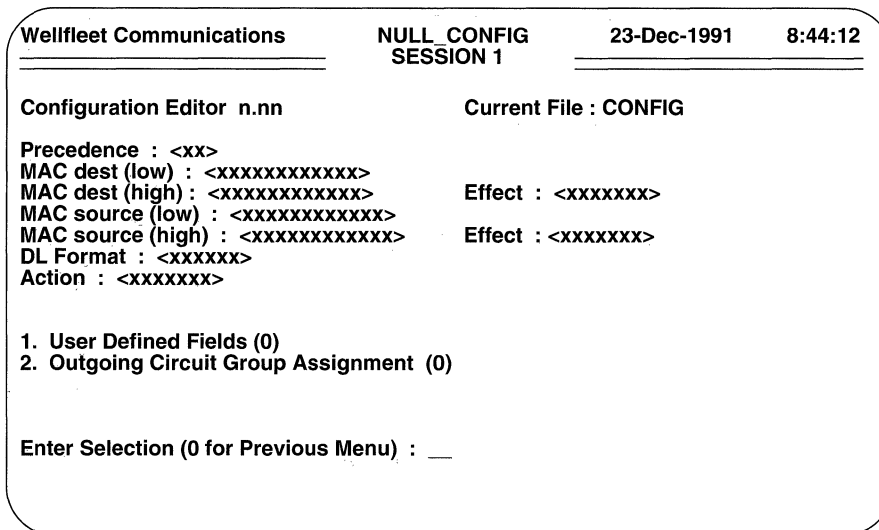 Wellfleet Communications NULL_CONFIG 23-Dec-1991 8:44:12
SESSION 1
Configuration Editor n.nn Current File : CONFIG
Precedence : <xx>
MAC dest (low) : <xxxxxxxxxxxx>
MAC dest (high) : <xxxxxxxxxxxx> Effect : <xxxxxxx>
MAC source (low) : <xxxxxxxxxxxx>
MAC source (high) : <xxxxxxxxxxxx> Effect : <xxxxxxx>
DL Format : <xxxxxx>
Action : <xxxxxxx>
1. User Defined Fields (0)
2. Outgoing Circuit Group Assignment (0)
Enter Selection (0 for Previous Menu) : __